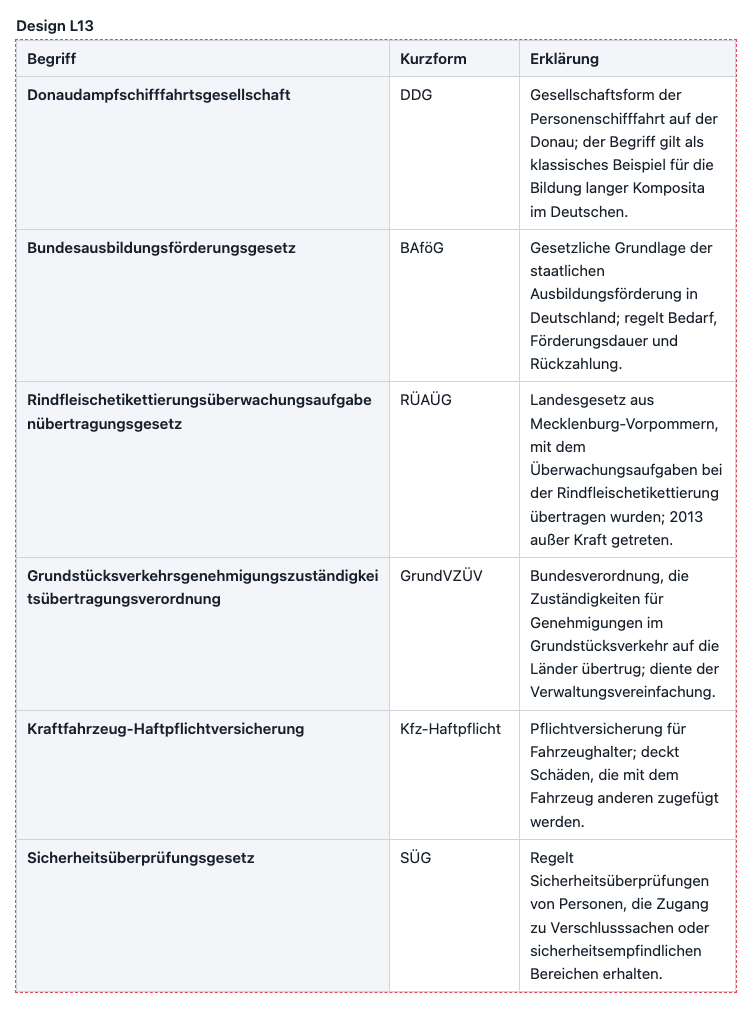 Design L13
Begriff
Kurzform
Erklärung
Donaudampfschifffahrtsgesellschaft
DDG
Gesellschaftsform der
Personenschifffahrt auf der
Donau; der Begriff gilt als
klassisches Beispiel für die
Bildung langer Komposita
im Deutschen.
Bundesausbildungsförderungsgesetz
BAföG
Gesetzliche Grundlage der
staatlichen
Ausbildungsförderung in
Deutschland; regelt Bedarf,
Förderungsdauer und
Rückzahlung.
Rindfleischetikettierungsüberwachungsaufgabe
nübertragungsgesetz
RÜAÜG
Landesgesetz aus
Mecklenburg-Vorpommern,
mit dem
Überwachungsaufgaben bei
der Rindfleischetikettierung
übertragen wurden; 2013
außer Kraft getreten.
Grundstücksverkehrsgenehmigungszuständigkei
tsübertragungsverordnung
GrundVZÜV
Bundesverordnung, die
Zuständigkeiten für
Genehmigungen im
Grundstücksverkehr auf die
Länder übertrug; diente der
Verwaltungsvereinfachung.
Kraftfahrzeug-Haftpflichtversicherung
Kfz-Haftpflicht
Pflichtversicherung für
Fahrzeughalter; deckt
Schäden, die mit dem
Fahrzeug anderen zugefügt
werden.
Sicherheitsüberprüfungsgesetz
SÜG
Regelt
Sicherheitsüberprüfungen
von Personen, die Zugang
zu Verschlusssachen oder
sicherheitsempfindlichen
Bereichen erhalten.